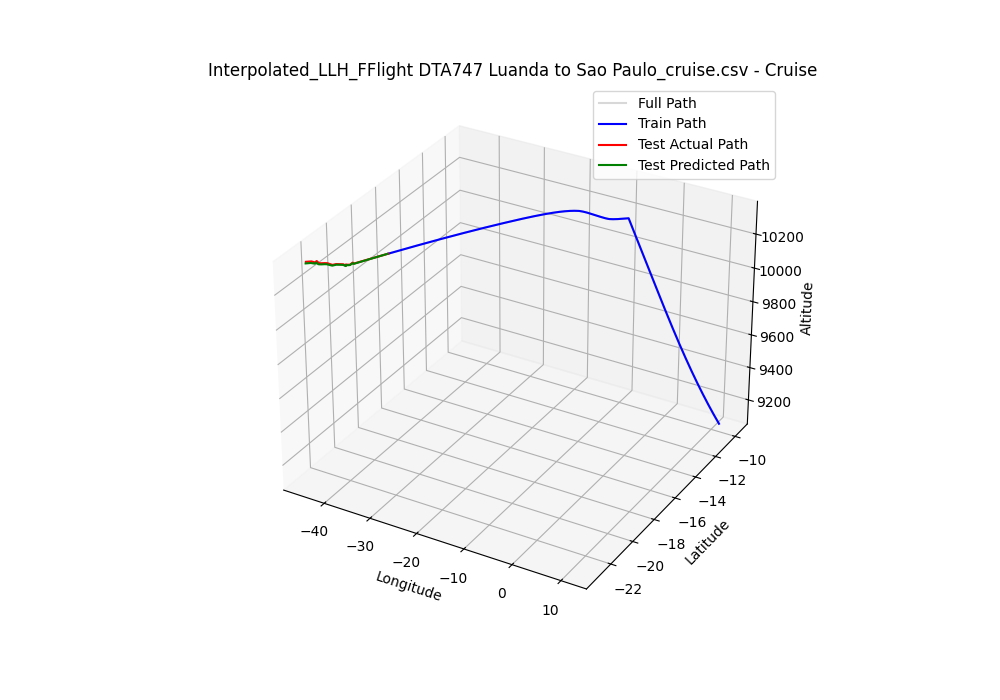 Interpolated_LLH_FFlight DTA747 Luanda to Sao Paulo_cruise.csv - Cruise
Full Path
Train Path
Test Actual Path
Test Predicted Path
10200
10000
9800
9600
9400
9200
Altitude
−10
−12
−14
−16
−18
−20
−22
Latitude
−40
−30
−20
−10
0
10
Longitude